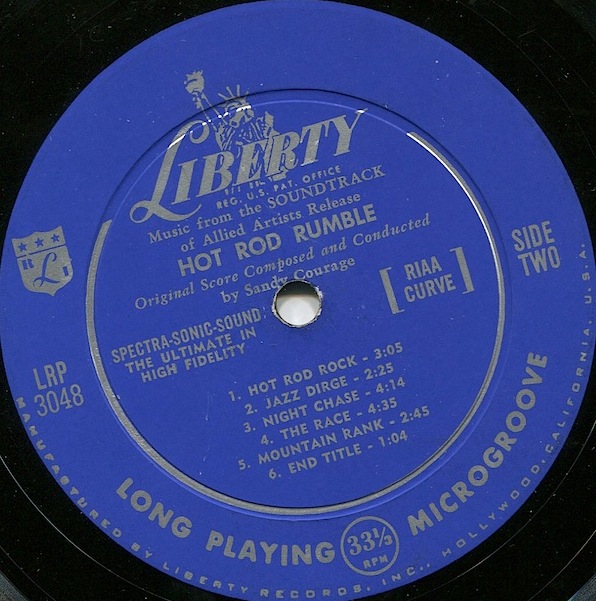 LIBERTY
REG. U.S. PAT. OFFICE
Music from the SOUNDTRACK
of Allied Artists Release
HOT ROD RUMBLE
Original Score Composed and Conducted
by Sandy Courage
L
R I
SIDE
TWO
[RIAA
CURVE]
SPECTRA-SONIC-SOUND
THE ULTIMATE IN
HIGH FIDELITY
LRP
3048
1. HOT ROD ROCK - 3:05
2. JAZZ DIRGE - 2:25
3. NIGHT CHASE - 4:14
4. THE RACE - 4:35
5. MOUNTAIN RANK - 2:45
6. END TITLE - 1:04
LONG PLAYING 33⅓ RPM MICROGROOVE
MANUFACTURED BY LIBERTY RECORDS, INC., HOLLYWOOD, CALIFORNIA, U.S.A.